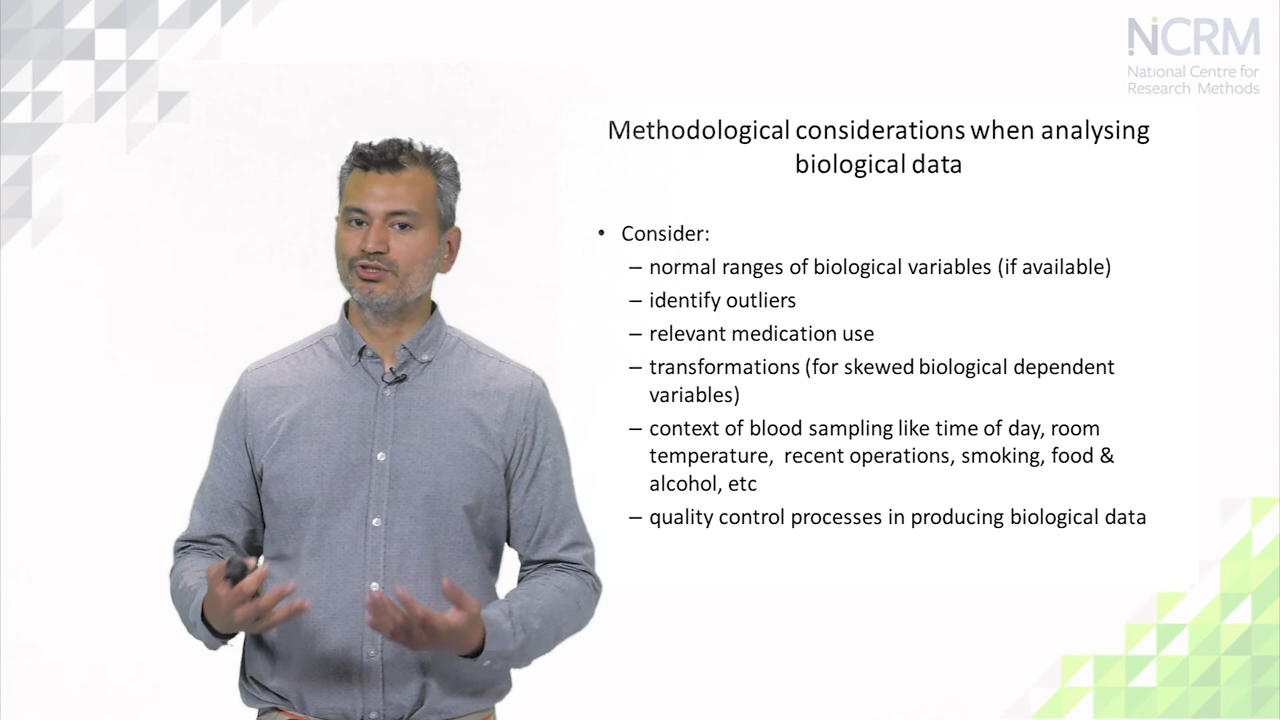 NCRM
National Centre for
Research Methods
Methodological considerations when analysing
biological data
• Consider:
– normal ranges of biological variables (if available)
– identify outliers
– relevant medication use
– transformations (for skewed biological dependent
variables)
– context of blood sampling like time of day, room
temperature, recent operations, smoking, food &
alcohol, etc
– quality control processes in producing biological data